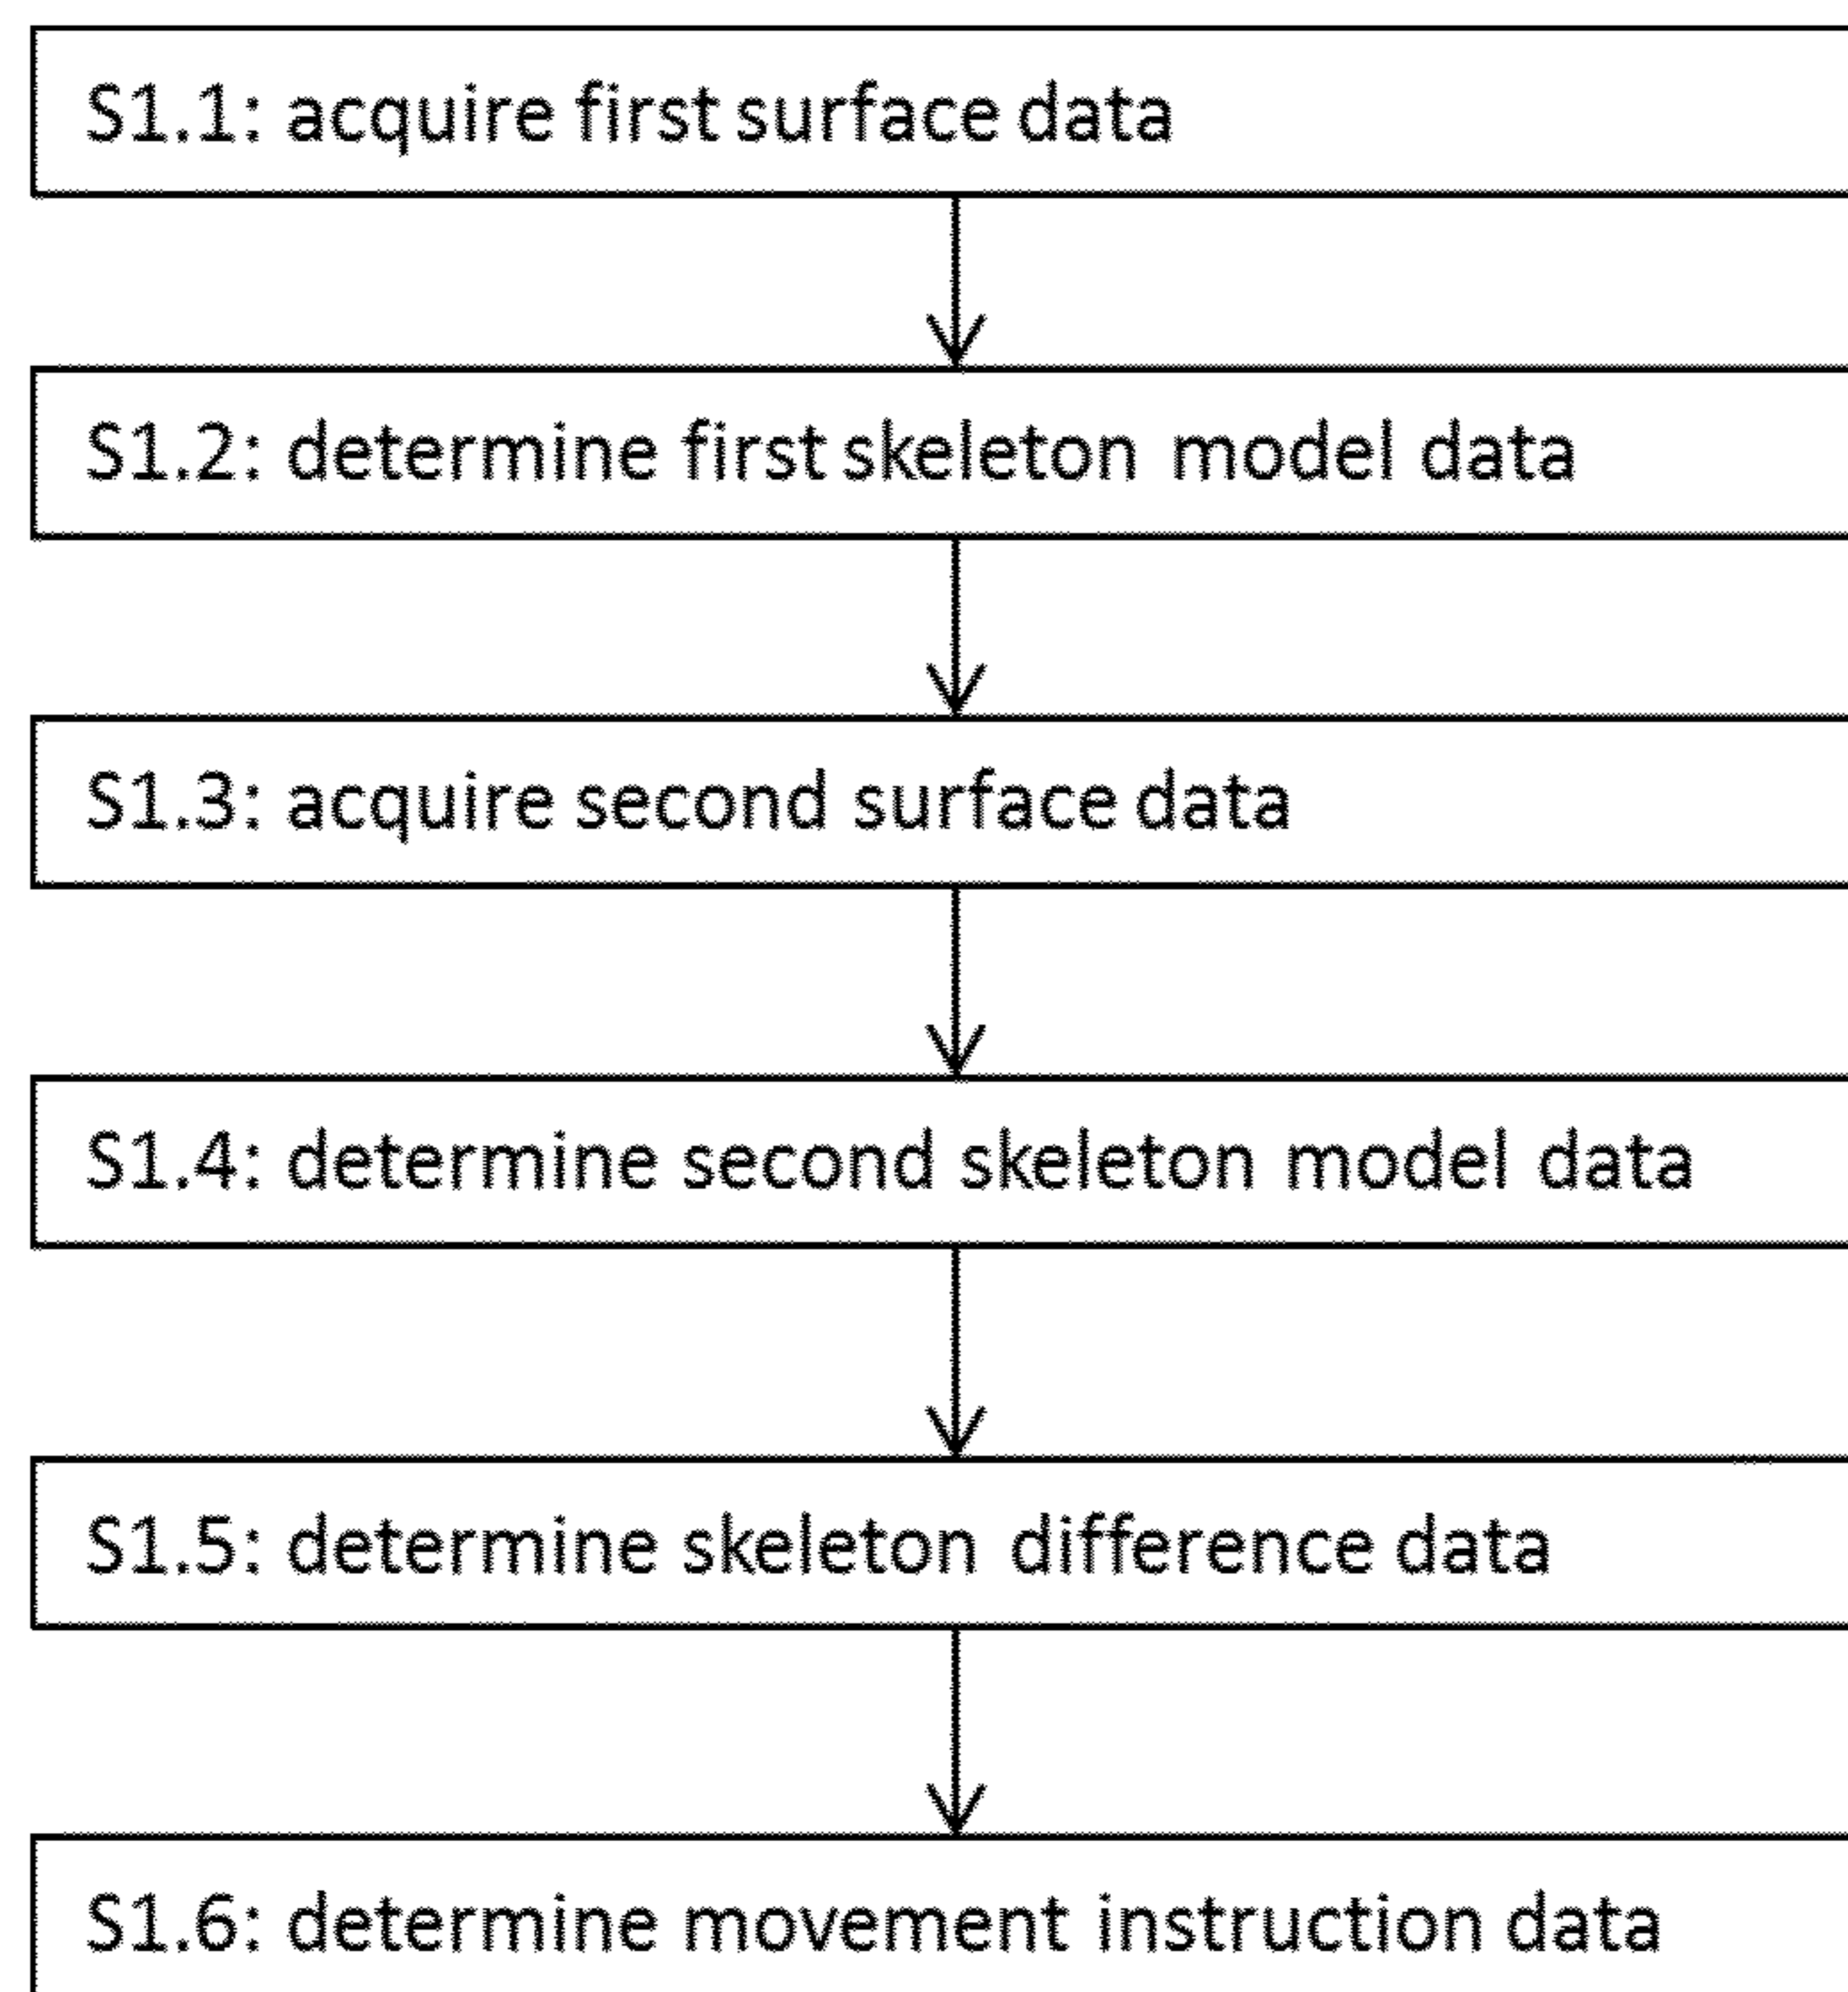 S1.1: acquire first surface data
S1.2: determine first skeleton model data
S1.3: acquire second surface data
S1.4: determine second skeleton model data
S1.5: determine skeleton difference data
S1.6: determine movement instruction data